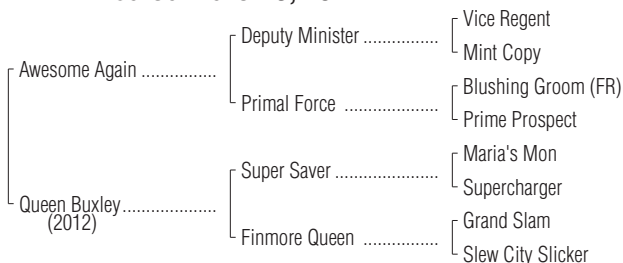 Vice Regent
Deputy Minister
Mint Copy
Awesome Again
Blushing Groom (FR)
Primal Force
Prime Prospect
Maria's Mon
Super Saver
Supercharger
Queen Buxley
(2012)
Grand Slam
Finmore Queen
Slew City Slicker